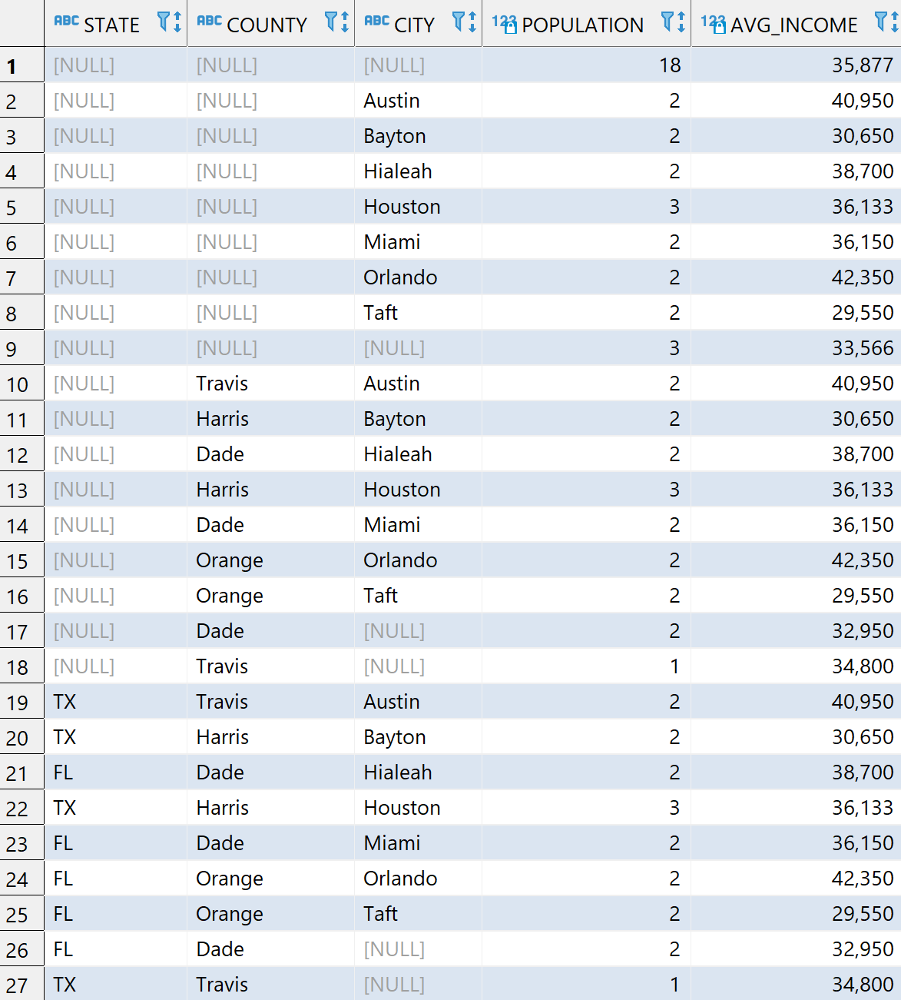 ABC STATE ABC COUNTY ABC CITY 123 POPULATION 123 AVG_INCOME
1 [NULL] [NULL] [NULL] 18 35,877
2 [NULL] [NULL] Austin 2 40,950
3 [NULL] [NULL] Bayton 2 30,650
4 [NULL] [NULL] Hialeah 2 38,700
5 [NULL] [NULL] Houston 3 36,133
6 [NULL] [NULL] Miami 2 36,150
7 [NULL] [NULL] Orlando 2 42,350
8 [NULL] [NULL] Taft 2 29,550
9 [NULL] [NULL] [NULL] 3 33,566
10 [NULL] Travis Austin 2 40,950
11 [NULL] Harris Bayton 2 30,650
12 [NULL] Dade Hialeah 2 38,700
13 [NULL] Harris Houston 3 36,133
14 [NULL] Dade Miami 2 36,150
15 [NULL] Orange Orlando 2 42,350
16 [NULL] Orange Taft 2 29,550
17 [NULL] Dade [NULL] 2 32,950
18 [NULL] Travis [NULL] 1 34,800
19 TX Travis Austin 2 40,950
20 TX Harris Bayton 2 30,650
21 FL Dade Hialeah 2 38,700
22 TX Harris Houston 3 36,133
23 FL Dade Miami 2 36,150
24 FL Orange Orlando 2 42,350
25 FL Orange Taft 2 29,550
26 FL Dade [NULL] 2 32,950
27 TX Travis [NULL] 1 34,800